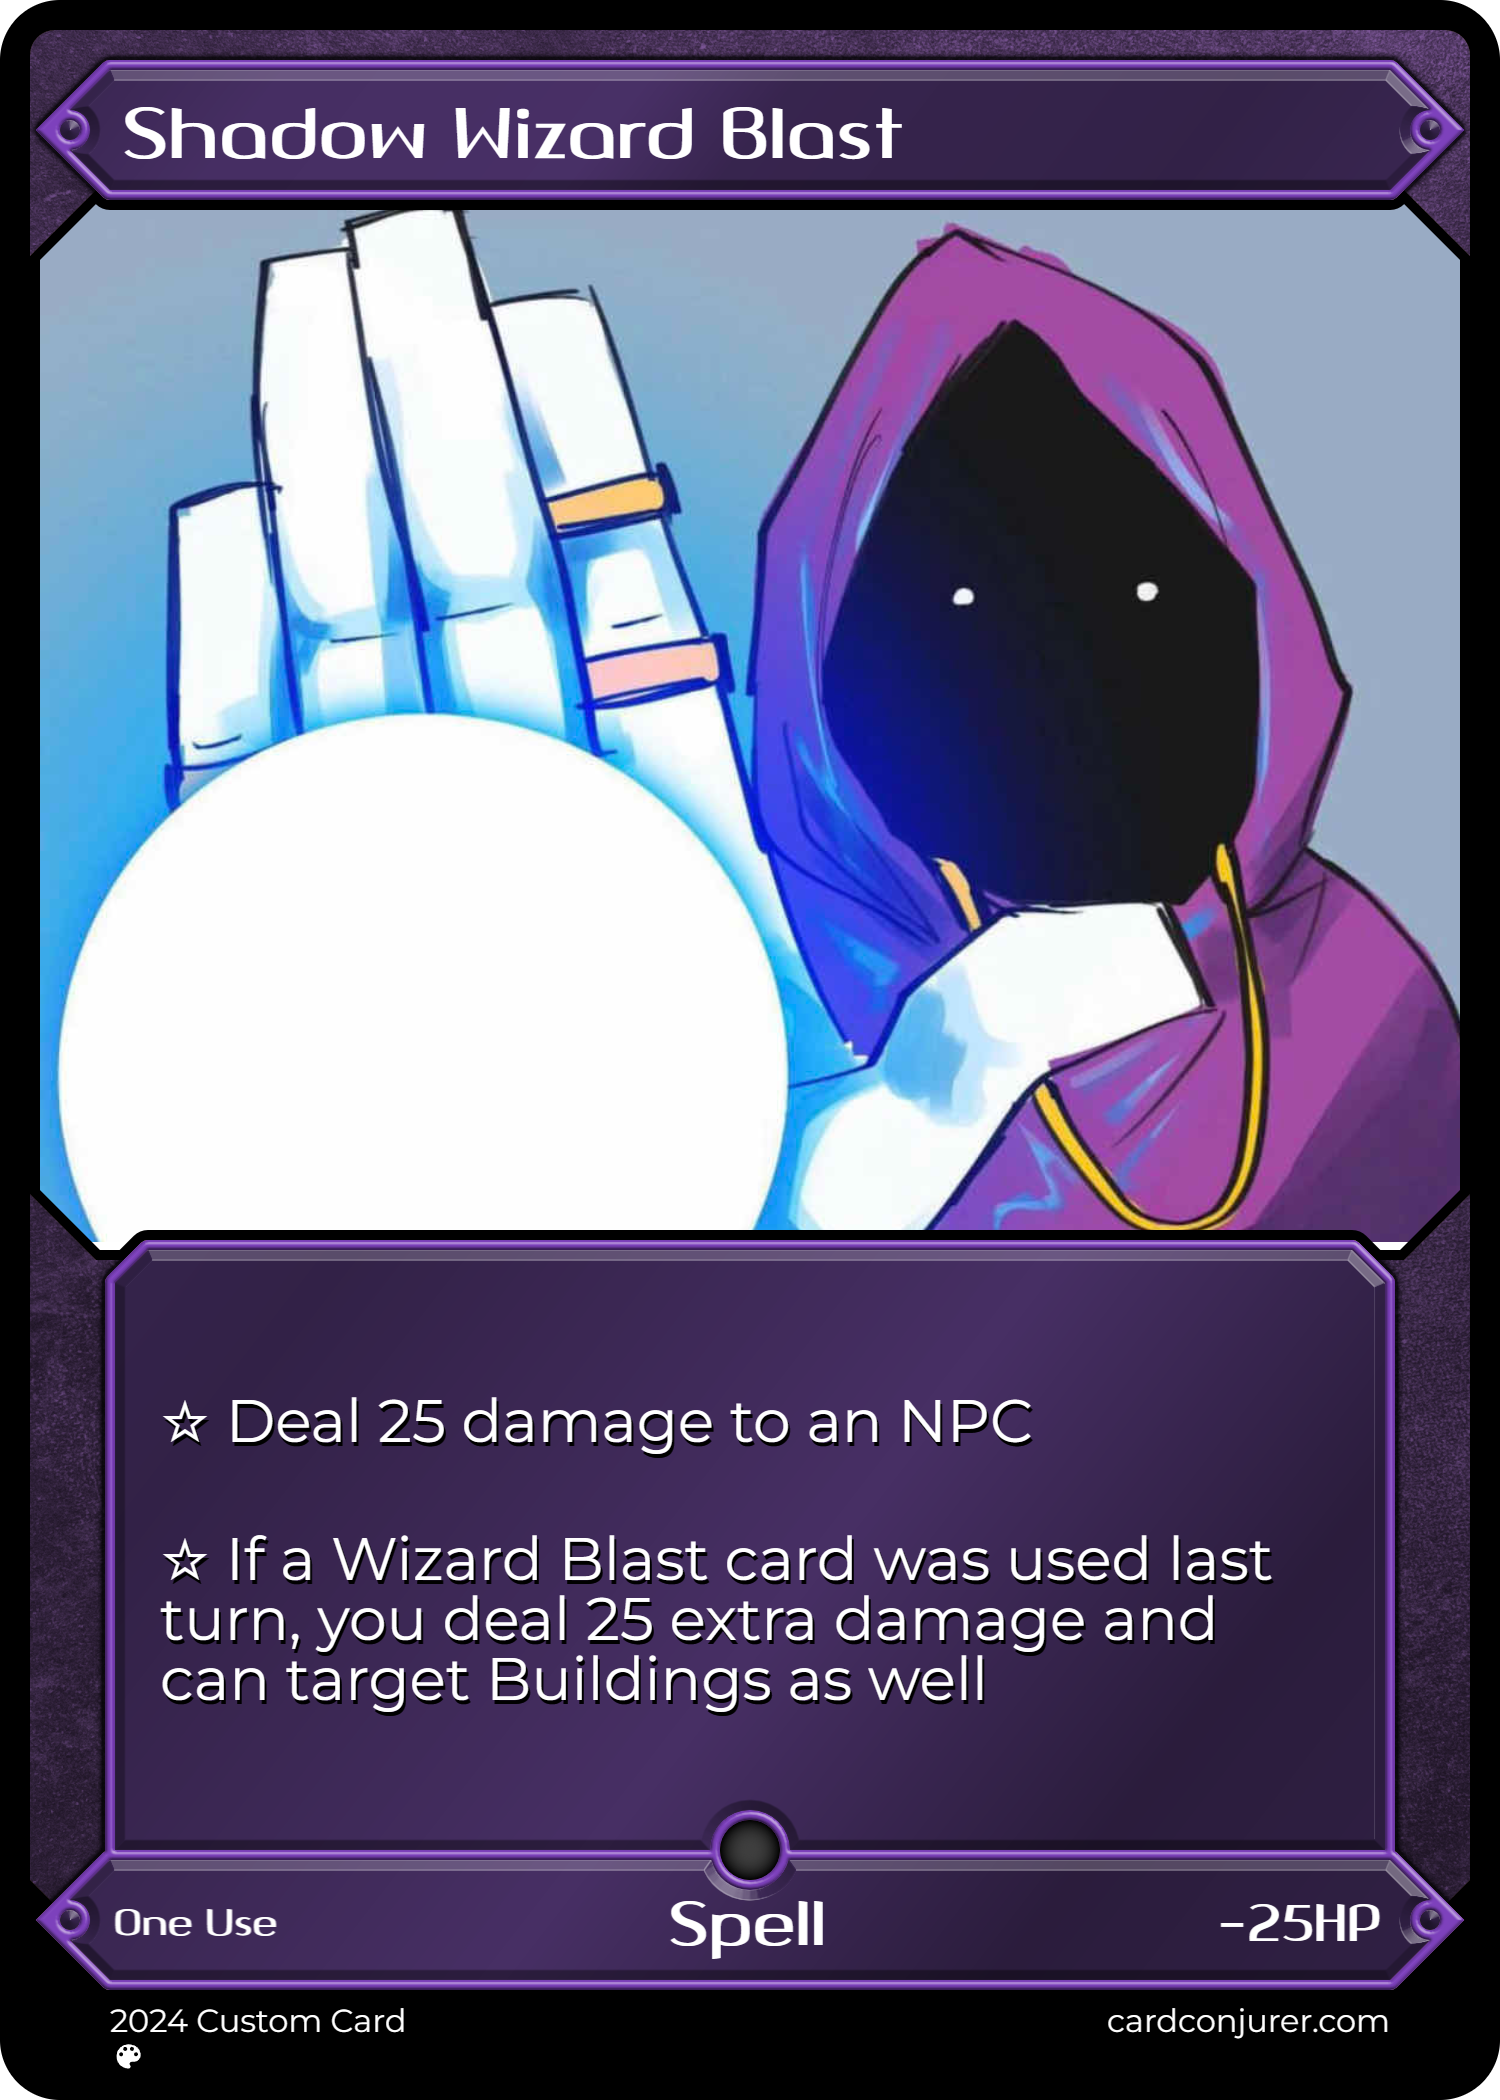 Shadow Wizard Blast
☆ Deal 25 damage to an NPC
☆ If a Wizard Blast card was used last
turn, you deal 25 extra damage and
can target Buildings as well
One Use
Spell
-25HP
2024 Custom Card
cardconjurer.com